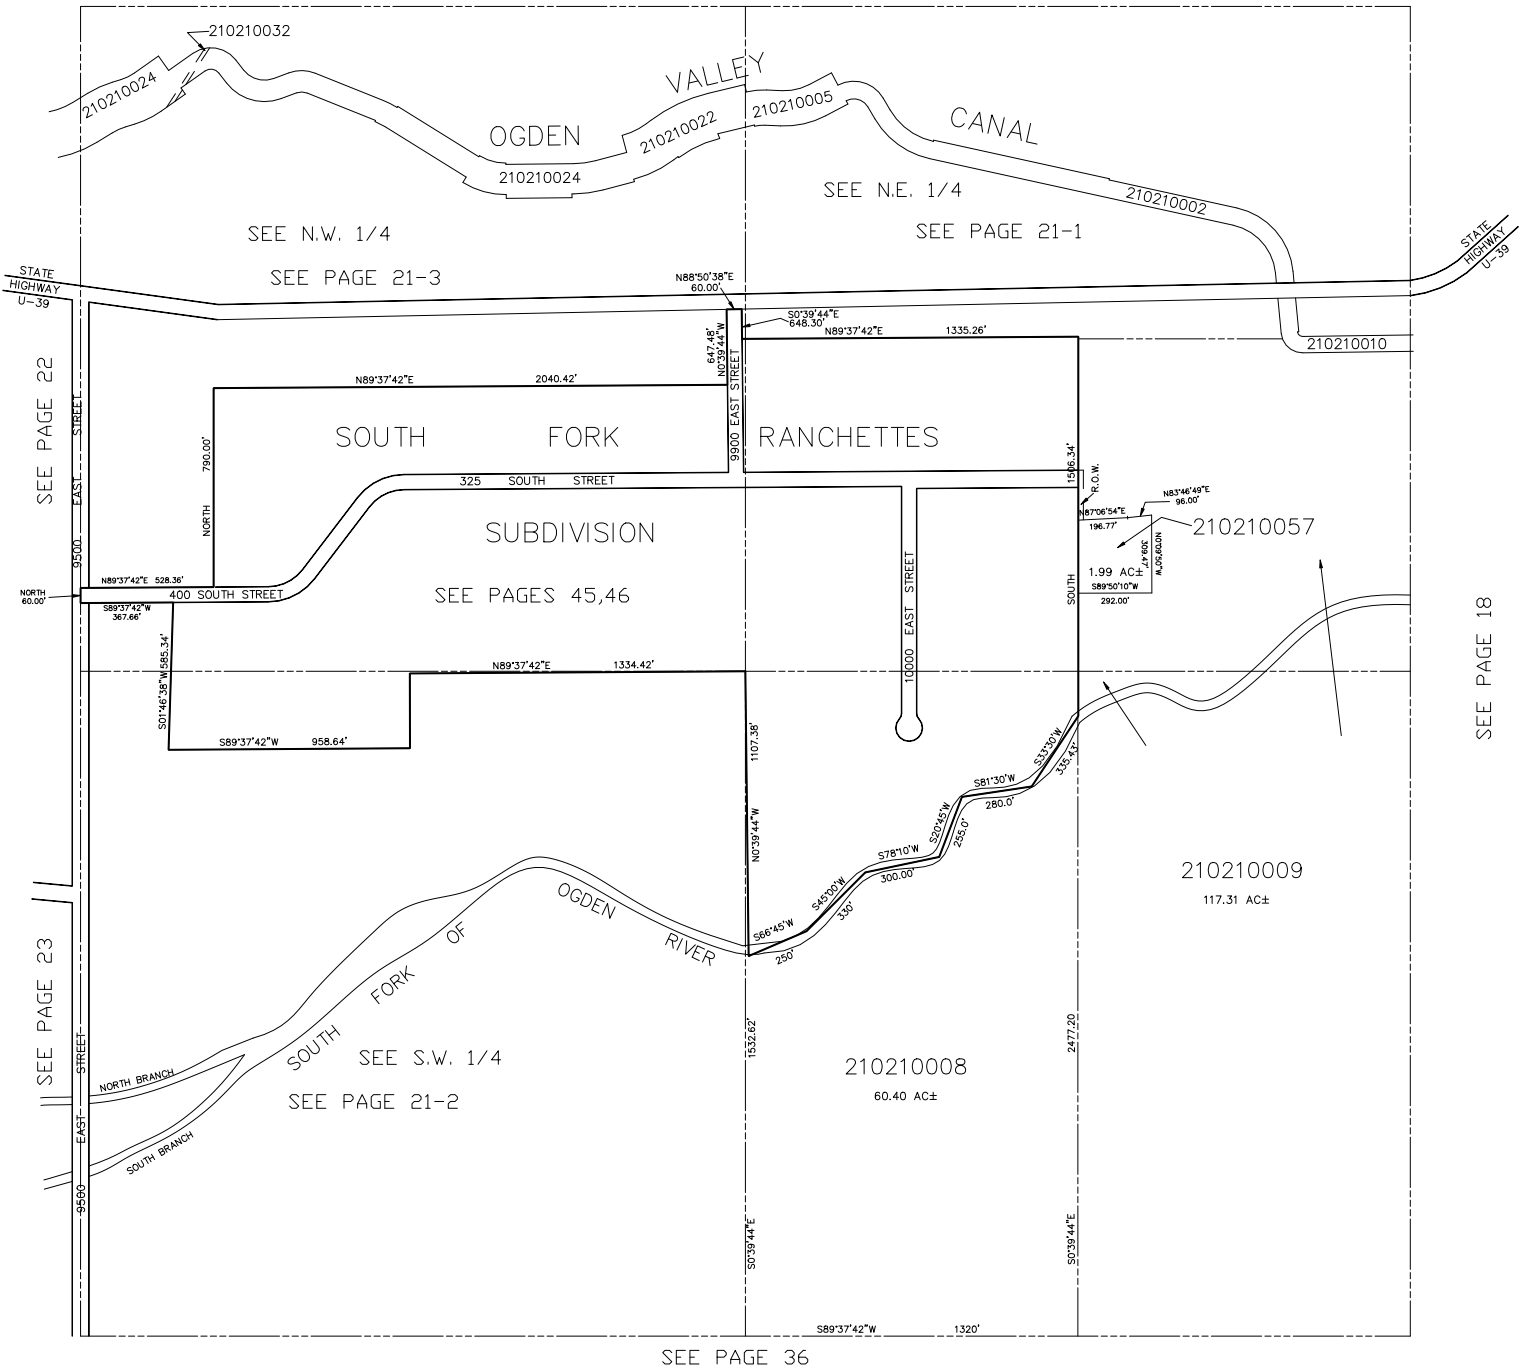 210210032
210210024
VALLEY
210210005
CANAL
OGDEN
210210022
210210024
210210002
SEE N.E. 1/4
SEE PAGE 21-1
SEE N.W. 1/4
SEE PAGE 21-3
STATE
HIGHWAY
U-39
STATE
HIGHWAY
U-39
N88°50'38"E
60.00'
S0°39'44"E
648.30'
N89°37'42"E 1335.26'
210210010
647.48'
N0°39'44"W
N89°37'42"E 2040.42'
9900 EAST STREET
SEE PAGE 22
9500 EAST STREET
790.00'
NORTH
SOUTH FORK RANCHETTES
325 SOUTH STREET
1506.34'
SOUTH
R.O.W.
N83°46'49"E
96.00'
N87°06'54"E
196.77'
210210057
N0°09'50"W
309.47'
1.99 AC±
S89°50'10"W
292.00'
SUBDIVISION
SEE PAGES 45,46
10000 EAST STREET
N89°37'42"E 528.36'
NORTH
60.00'
400 SOUTH STREET
S89°37'42"W
367.66'
S01°46'38"W 585.34'
N89°37'42"E 1334.42'
S89°37'42"W 958.64'
SEE PAGE 18
1107.38'
N0°39'44"W
S33°30'W
335.43'
S81°30'W
280.0'
S20°45'W
255.0'
S78°10'W
300.00'
S45°00'W
330'
S66°45'W
250'
210210009
117.31 AC±
SOUTH FORK OF OGDEN RIVER
SEE PAGE 23
9500 EAST STREET
NORTH BRANCH
SOUTH BRANCH
SEE S.W. 1/4
SEE PAGE 21-2
1532.62'
S0°39'44"E
210210008
60.40 AC±
2477.20
S0°39'44"E
S89°37'42"W 1320'
SEE PAGE 36